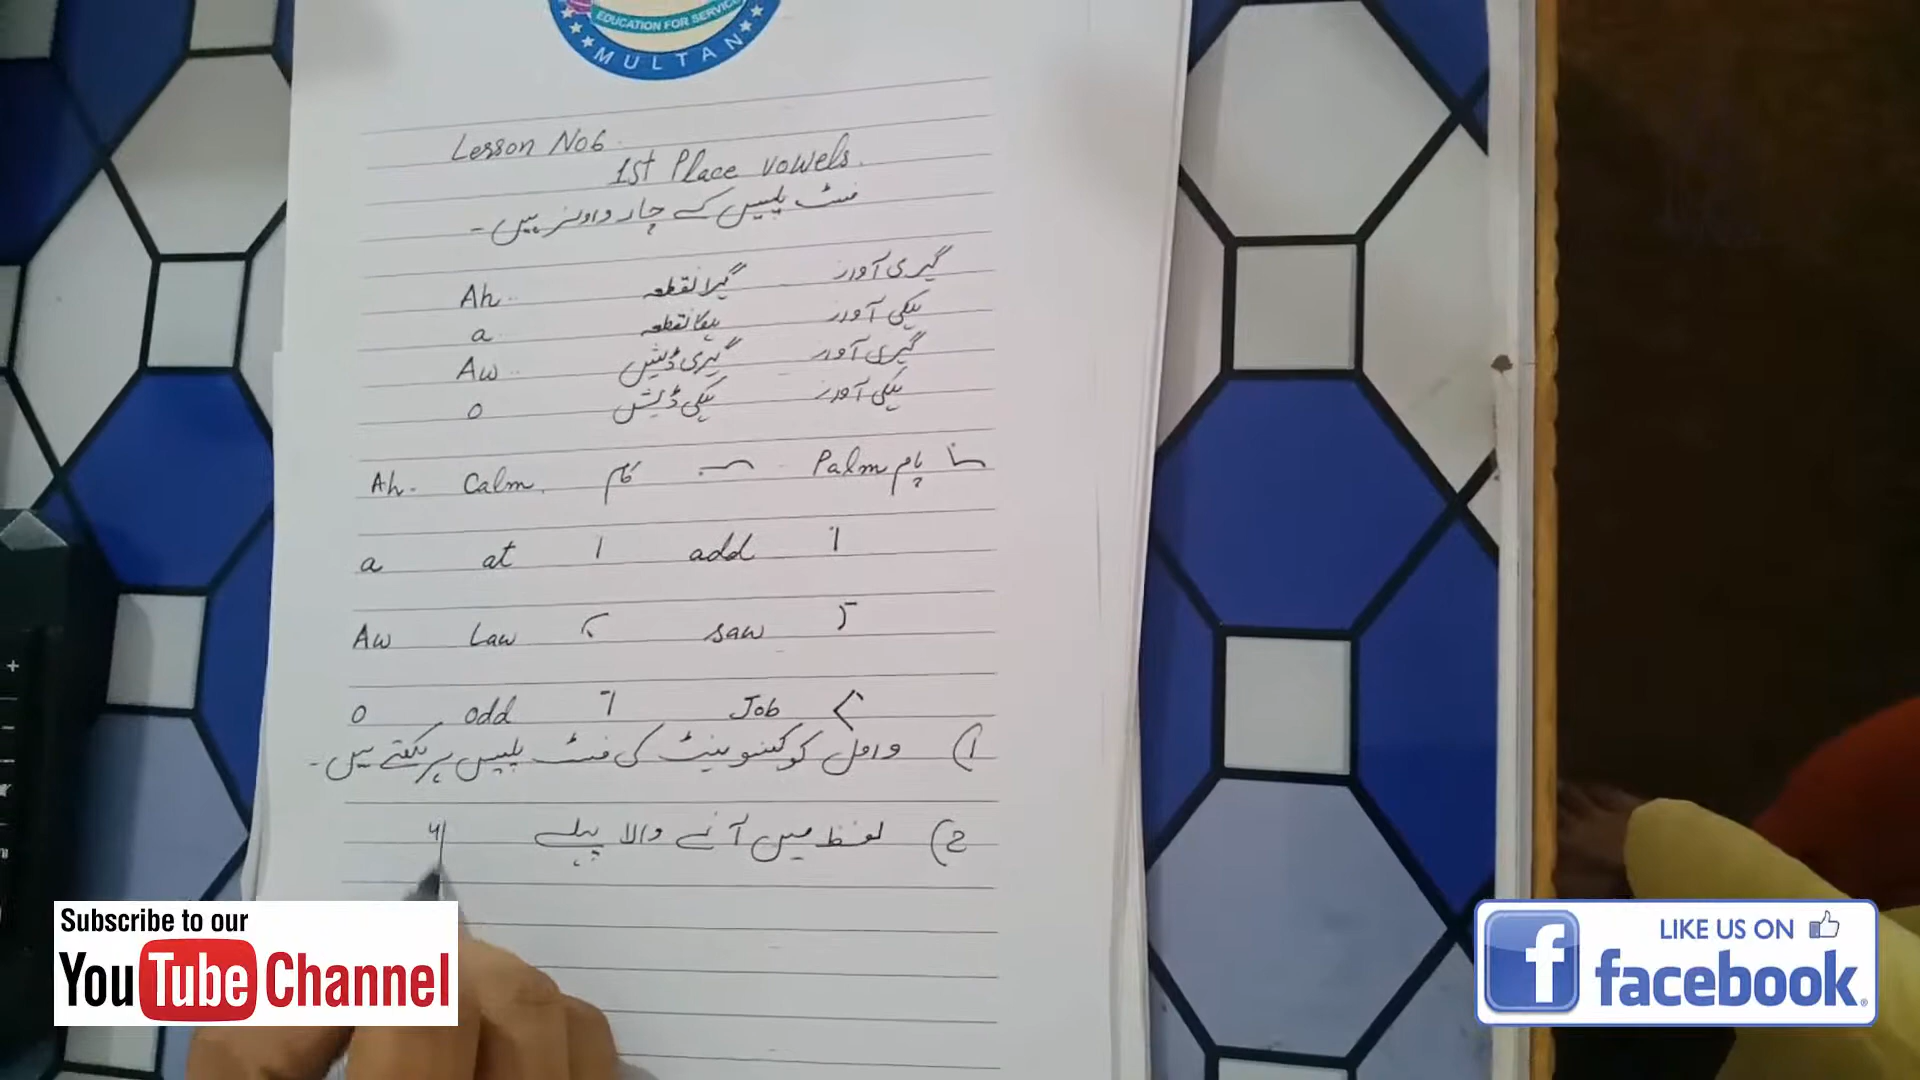 EDUCATION FOR SERVICE
MULTAN
Lesson No6.
1st Place vowels.
فسٹ پلیس کے چار واولز ہیں۔
Ah گہرا نقطہ گہری آواز
a ہلکا نقطہ ہلکی آواز
Aw گہری ڈیش گہری آواز
o ہلکی ڈیش ہلکی آواز
Ah. Calm. کام Palm پام
a at add
Aw Law saw
o odd Job
1) واول کو کنسوینٹ کی فسٹ پلیس پر لکھتے ہیں۔
2) لفظ میں آنے والا پہلے
Subscribe to our
YouTube Channel
LIKE US ON
facebook